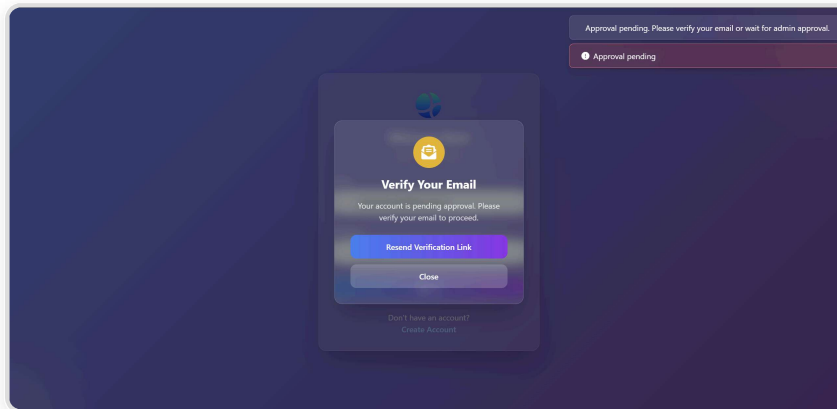 Approval pending. Please verify your email or wait for admin approval.
Approval pending
Verify Your Email
Your account is pending approval. Please
verify your email to proceed.
Resend Verification Link
Close
Don't have an account?
Create Account